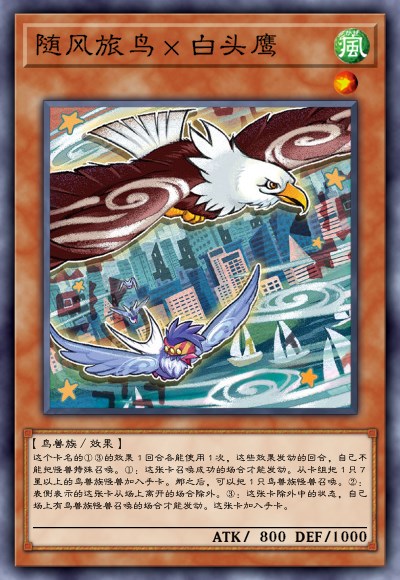 随风旅鸟×白头鹰
風
【鸟兽族／效果】
这个卡名的①③的效果1回合各能使用1次，这些效果发动的回合，自己不
能把怪兽特殊召唤。①：这张卡召唤成功的场合才能发动。从卡组把1只7
星以上的鸟兽族怪兽加入手卡。那之后，可以把1只鸟兽族怪兽召唤。②：
表侧表示的这张卡从场上离开的场合除外。③：这张卡除外中的状态，自己
场上有鸟兽族怪兽召唤的场合才能发动。这张卡加入手卡。
ATK/ 800 DEF/1000